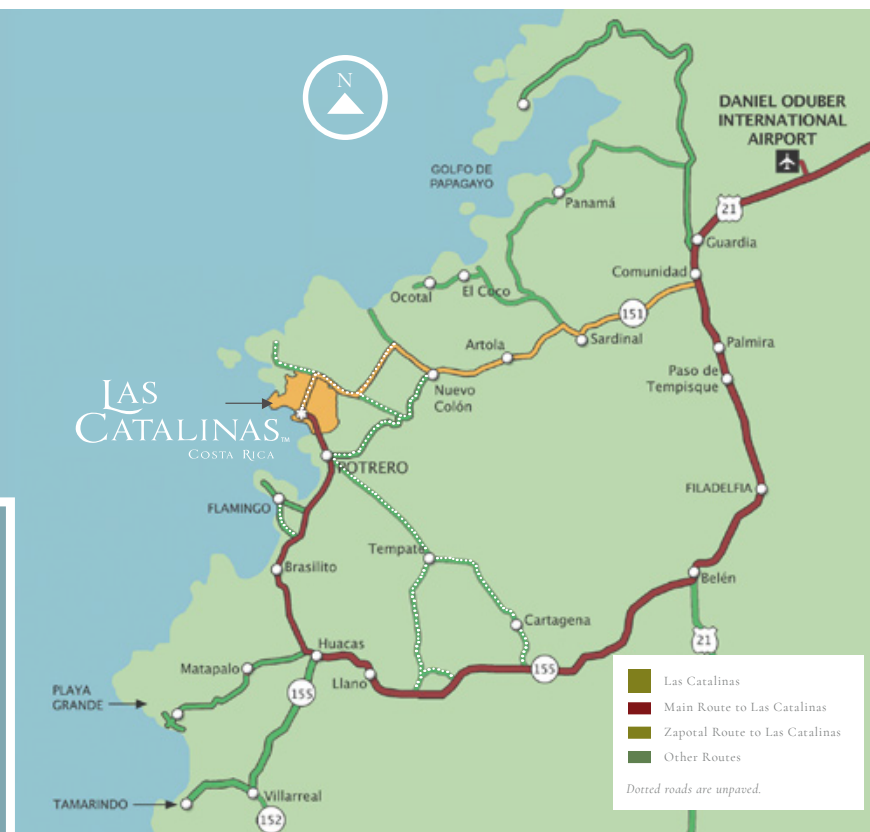 N
DANIEL ODUBER
INTERNATIONAL
AIRPORT
GOLFO DE
PAPAGAYO
Panamá
21
Guardia
Comunidad
Ocotal
El Coco
151
Sardinal
Artola
Palmira
Paso de
Tempisque
Nuevo
Colón
LAS
CATALINAS™
COSTA RICA
POTRERO
FLAMINGO
FILADELFIA
Tempate
Brasilito
Belén
Cartagena
21
Huacas
Matapalo
Llano
155
155
PLAYA
GRANDE
TAMARINDO
Villarreal
152
Las Catalinas
Main Route to Las Catalinas
Zapotal Route to Las Catalinas
Other Routes
Dotted roads are unpaved.